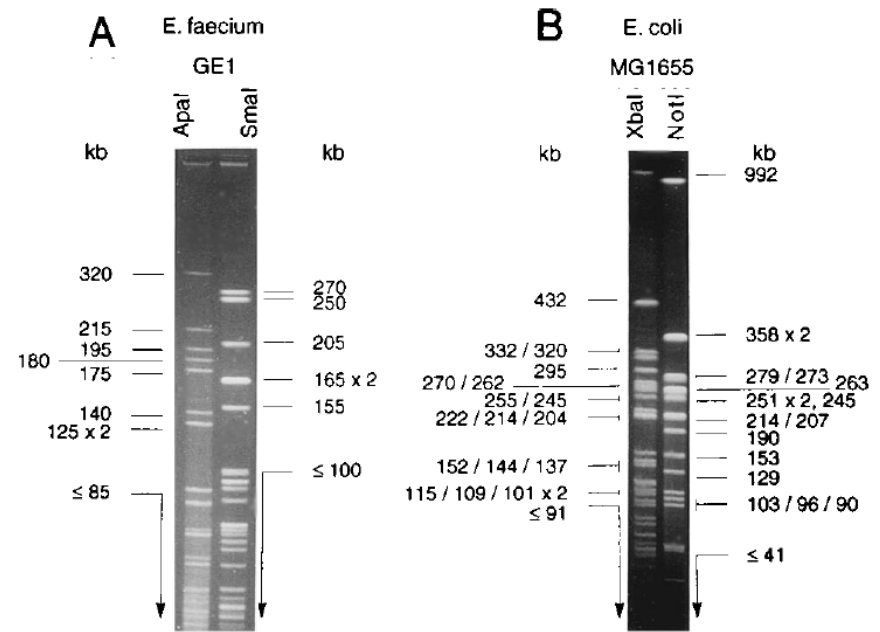 A
E. faecium
GE1
ApaI
SmaI
kb
kb
320
215
195
180
175
140
125 x 2
≤ 85
270
250
205
165 x 2
155
≤ 100
B
E. coli
MG1655
XbaI
NotI
kb
kb
432
332 / 320
295
270 / 262
255 / 245
222 / 214 / 204
152 / 144 / 137
115 / 109 / 101 x 2
≤ 91
992
358 x 2
279 / 273
263
251 x 2, 245
214 / 207
190
153
129
103 / 96 / 90
≤ 41